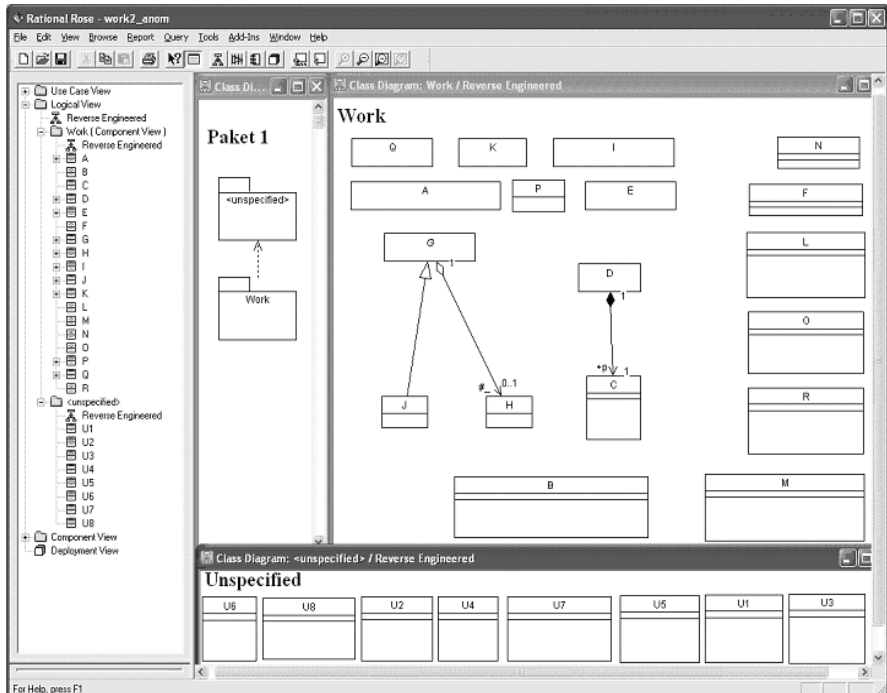 Rational Rose - work2_anom
File Edit View Browse Report Query Tools Add-Ins Window Help
Use Case View
Logical View
Reverse Engineered
Work ( Component View )
Reverse Engineered
A
B
C
D
E
F
G
H
I
J
K
L
M
N
O
P
Q
R
<unspecified>
Reverse Engineered
U1
U2
U3
U4
U5
U6
U7
U8
Component View
Deployment View
Class Di...
Paket 1
<unspecified>
Work
Class Diagram: Work / Reverse Engineered
Work
Q K I N
A P E F
G
1
L
D
1
O
+p 1
C
#_ 0..1
J H
R
B M
Class Diagram: <unspecified> / Reverse Engineered
Unspecified
U6 U8 U2 U4 U7 U5 U1 U3
For Help, press F1